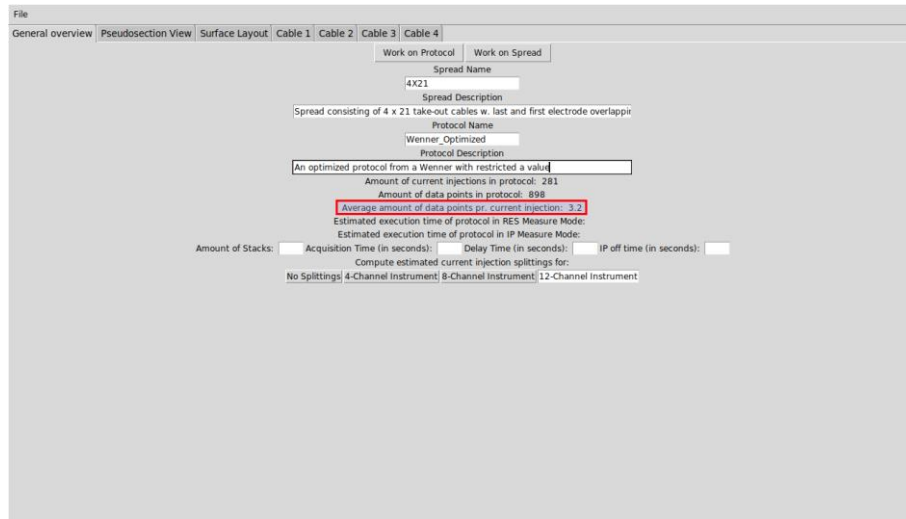 File
General overview Pseudosection View Surface Layout Cable 1 Cable 2 Cable 3 Cable 4
Work on Protocol Work on Spread
Spread Name
4X21
Spread Description
Spread consisting of 4 x 21 take-out cables w. last and first electrode overlappin
Protocol Name
Wenner_Optimized
Protocol Description
An optimized protocol from a Wenner with restricted a value
Amount of current injections in protocol: 281
Amount of data points in protocol: 898
Average amount of data points pr. current injection: 3.2
Estimated execution time of protocol in RES Measure Mode:
Estimated execution time of protocol in IP Measure Mode:
Amount of Stacks: Acquisition Time (in seconds): Delay Time (in seconds): IP off time (in seconds):
Compute estimated current injection splittings for:
No Splittings 4-Channel Instrument 8-Channel Instrument 12-Channel Instrument